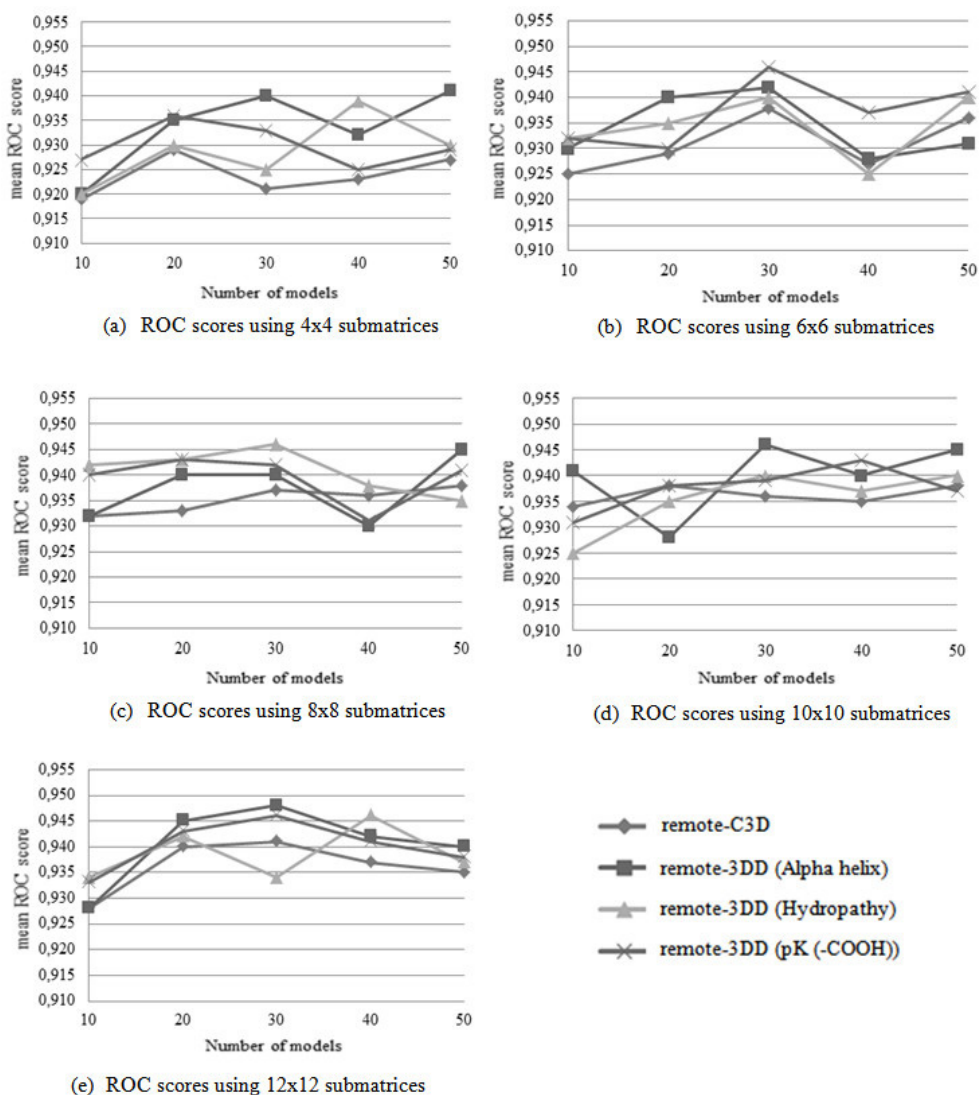 0,955
0,950
0,945
0,940
0,935
0,930
0,925
0,920
0,915
0,910
mean ROC score
10 20 30 40 50
Number of models
(a) ROC scores using 4x4 submatrices
0,955
0,950
0,945
0,940
0,935
0,930
0,925
0,920
0,915
0,910
mean ROC score
10 20 30 40 50
Number of models
(b) ROC scores using 6x6 submatrices
0,955
0,950
0,945
0,940
0,935
0,930
0,925
0,920
0,915
0,910
mean ROC score
10 20 30 40 50
Number of models
(c) ROC scores using 8x8 submatrices
0,955
0,950
0,945
0,940
0,935
0,930
0,925
0,920
0,915
0,910
mean ROC score
10 20 30 40 50
Number of models
(d) ROC scores using 10x10 submatrices
0,955
0,950
0,945
0,940
0,935
0,930
0,925
0,920
0,915
0,910
mean ROC score
10 20 30 40 50
Number of models
(e) ROC scores using 12x12 submatrices
remote-C3D
remote-3DD (Alpha helix)
remote-3DD (Hydropathy)
remote-3DD (pK (-COOH))